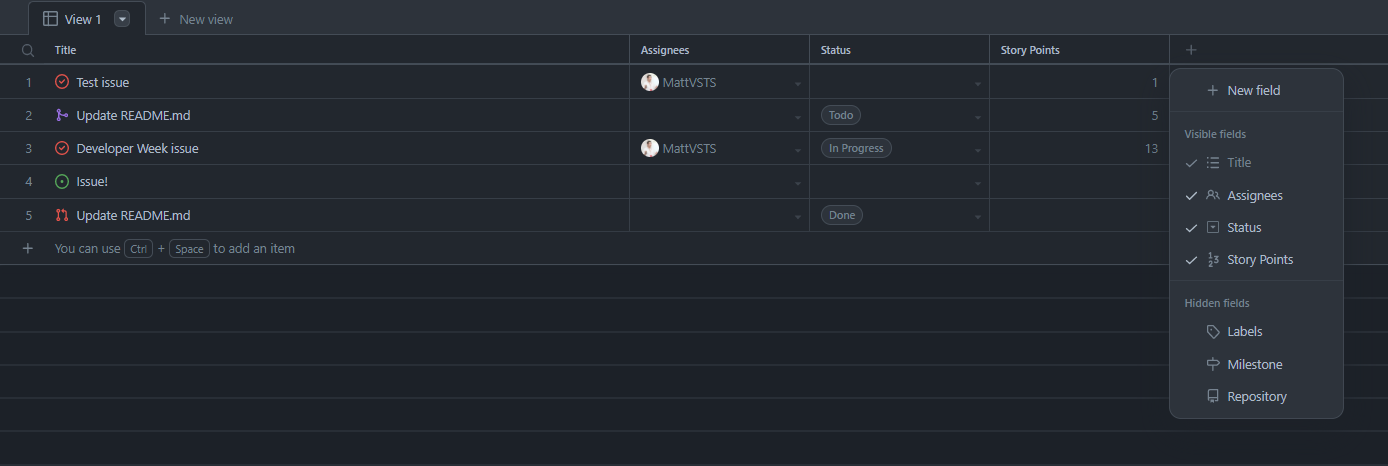 View 1 New view
Title Assignees Status Story Points
1 Test issue MattVSTS 1
2 Update README.md Todo 5
3 Developer Week issue MattVSTS In Progress 13
4 Issue!
5 Update README.md Done
You can use Ctrl + Space to add an item
New field
Visible fields
Title
Assignees
Status
Story Points
Hidden fields
Labels
Milestone
Repository